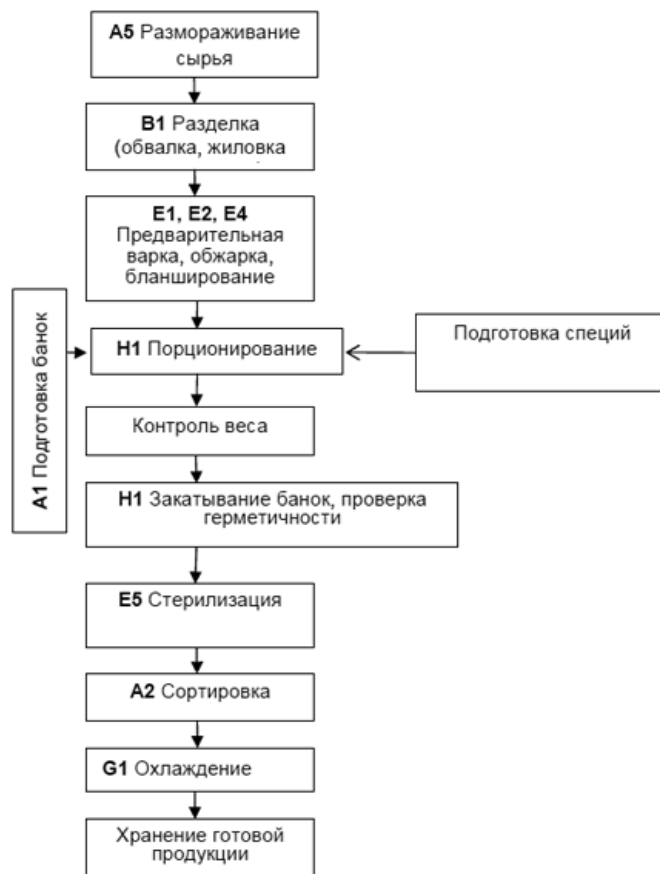 A5 Размораживание
сырья
B1 Разделка
(обвалка, жиловка
E1, E2, E4
Предварительная
варка, обжарка,
бланширование
A1 Подготовка банок
H1 Порционирование
Подготовка специй
Контроль веса
H1 Закатывание банок, проверка
герметичности
E5 Стерилизация
A2 Сортировка
G1 Охлаждение
Хранение готовой
продукции